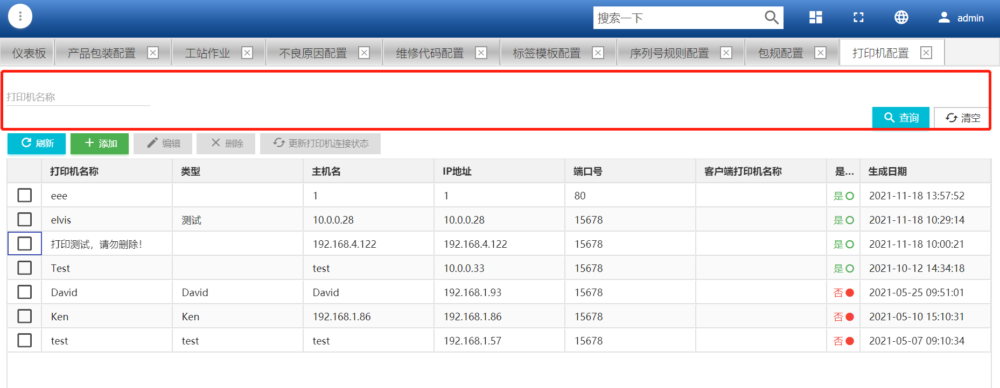 搜索一下 admin
仪表板 产品包装配置 工站作业 不良原因配置 维修代码配置 标签模板配置 序列号规则配置 包规配置 打印机配置
打印机名称
查询 清空
刷新 添加 编辑 删除 更新打印机连接状态
打印机名称 类型 主机名 IP地址 端口号 客户端打印机名称 是... 生成日期
eee 1 1 80 是 2021-11-18 13:57:52
elvis 测试 10.0.0.28 10.0.0.28 15678 是 2021-11-18 10:29:14
打印测试，请勿删除！ 192.168.4.122 192.168.4.122 15678 是 2021-11-18 10:00:21
Test test 10.0.0.33 15678 是 2021-10-12 14:34:18
David David David 192.168.1.93 15678 否 2021-05-25 09:51:01
Ken Ken 192.168.1.86 192.168.1.86 15678 否 2021-05-10 15:10:31
test test test 192.168.1.57 15678 否 2021-05-07 09:10:34